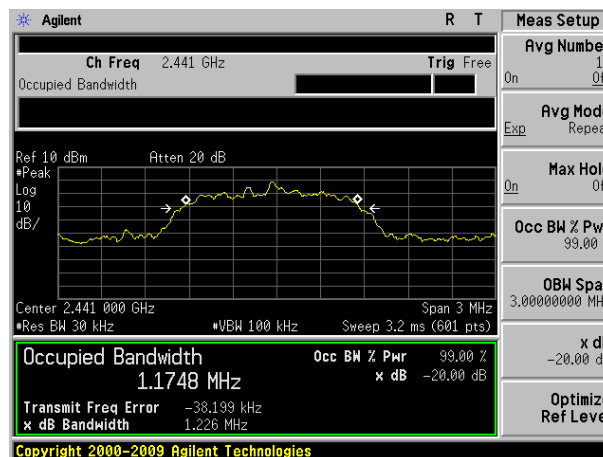 Agilent R T
Meas Setup
Ch Freq 2.441 GHz Trig Free
Occupied Bandwidth
Ref 10 dBm Atten 20 dB
#Peak
Log
10
dB/
Center 2.441 000 GHz Span 3 MHz
#Res BW 30 kHz #VBW 100 kHz Sweep 3.2 ms (601 pts)
Occupied Bandwidth Occ BW % Pwr 99.00 %
1.1748 MHz x dB -20.00 dB
Transmit Freq Error -38.199 kHz
x dB Bandwidth 1.226 MHz
Copyright 2000-2009 Agilent Technologies
Avg Number
1
On Of
Avg Mode
Exp Repea
Max Hol
On Of
Occ BW % Pw
99.00
OBW Spa
3.00000000 MH
x d
-20.00 d
Optimiz
Ref Leve